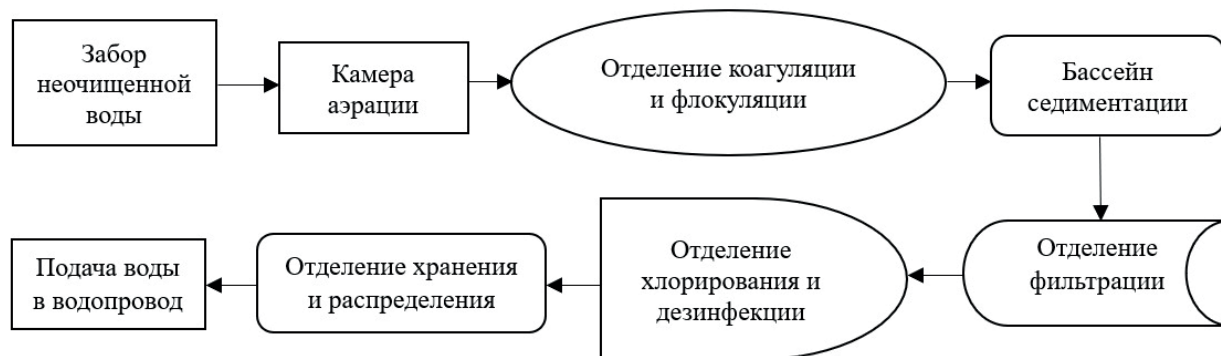 Забор
неочищенной
воды
Камера
аэрации
Отделение коагуляции
и флокуляции
Бассейн
седиментации
Отделение
фильтрации
Отделение
хлорирования и
дезинфекции
Отделение хранения
и распределения
Подача воды
в водопровод